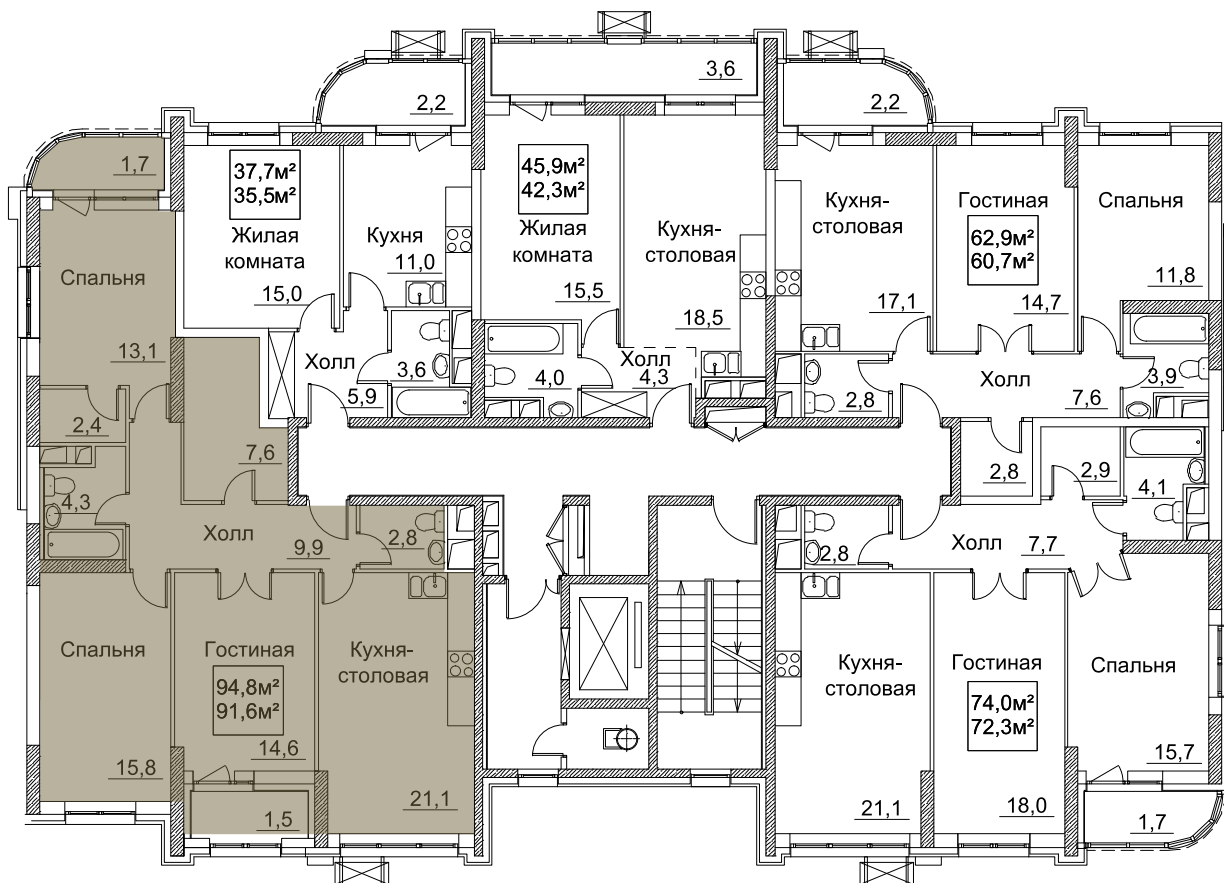 3,6
2,2
2,2
1,7
37,7м²
35,5м²
Жилая
комната
15,0
Кухня
11,0
45,9м²
42,3м²
Жилая
комната
15,5
Кухня-
столовая
18,5
Кухня-
столовая
17,1
Гостиная
62,9м²
60,7м²
14,7
Спальня
11,8
Спальня
13,1
Холл
5,9
3,6
4,0
Холл
4,3
2,8
Холл
7,6
3,9
2,4
7,6
4,3
Холл
9,9
2,8
2,8
2,9
4,1
2,8
Холл
7,7
Спальня
15,8
Гостиная
94,8м²
91,6м²
14,6
Кухня-
столовая
21,1
1,5
Кухня-
столовая
21,1
Гостиная
74,0м²
72,3м²
18,0
Спальня
15,7
1,7